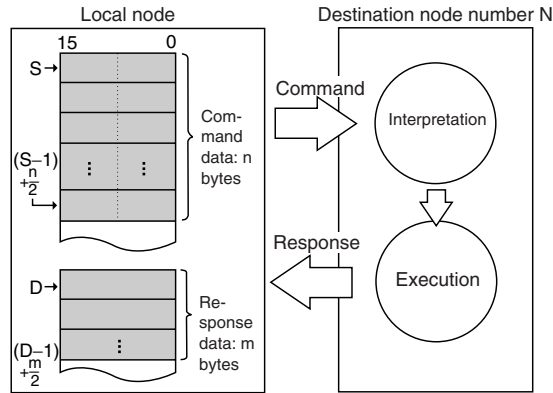 Local node
15 0
S
Com-
mand
data: n
bytes
(S–1)
+n/2
D
Re-
sponse
data: m
bytes
(D–1)
+m/2
Command
Response
Destination node number N
Interpretation
Execution